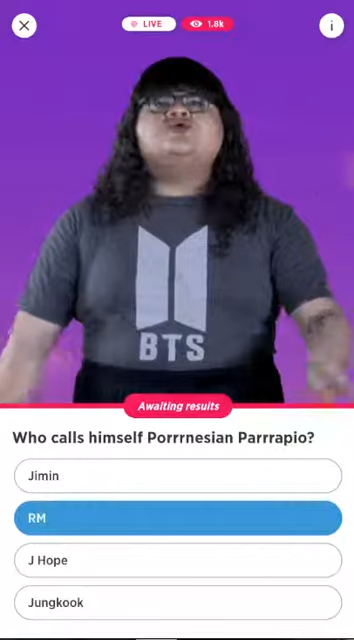 LIVE 1.8k i
BTS
Awaiting results
Who calls himself Porrrnesian Parrrapio?
Jimin
RM
J Hope
Jungkook